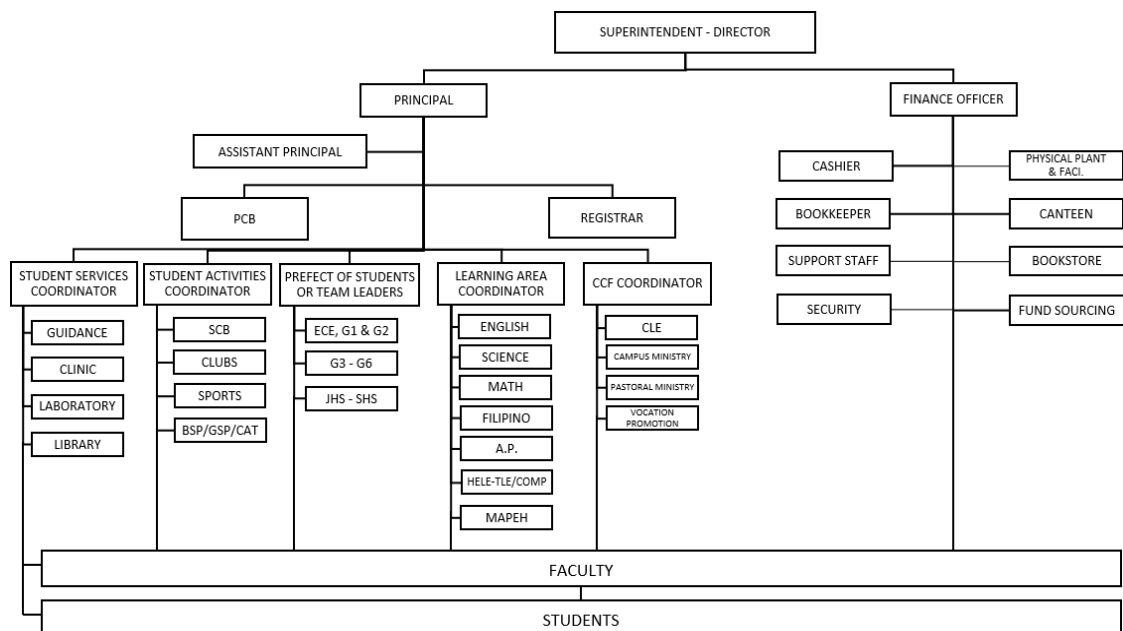 SUPERINTENDENT - DIRECTOR
PRINCIPAL
FINANCE OFFICER
ASSISTANT PRINCIPAL
CASHIER
PHYSICAL PLANT
& FACI.
PCB
REGISTRAR
BOOKKEEPER
CANTEEN
SUPPORT STAFF
BOOKSTORE
SECURITY
FUND SOURCING
STUDENT SERVICES
COORDINATOR
GUIDANCE
CLINIC
LABORATORY
LIBRARY
STUDENT ACTIVITIES
COORDINATOR
SCB
CLUBS
SPORTS
BSP/GSP/CAT
PREFECT OF STUDENTS
OR TEAM LEADERS
ECE, G1 & G2
G3 - G6
JHS - SHS
LEARNING AREA
COORDINATOR
ENGLISH
SCIENCE
MATH
FILIPINO
A.P.
HELE-TLE/COMP
MAPEH
CCF COORDINATOR
CLE
CAMPUS MINISTRY
PASTORAL MINISTRY
VOCATION
PROMOTION
FACULTY
STUDENTS